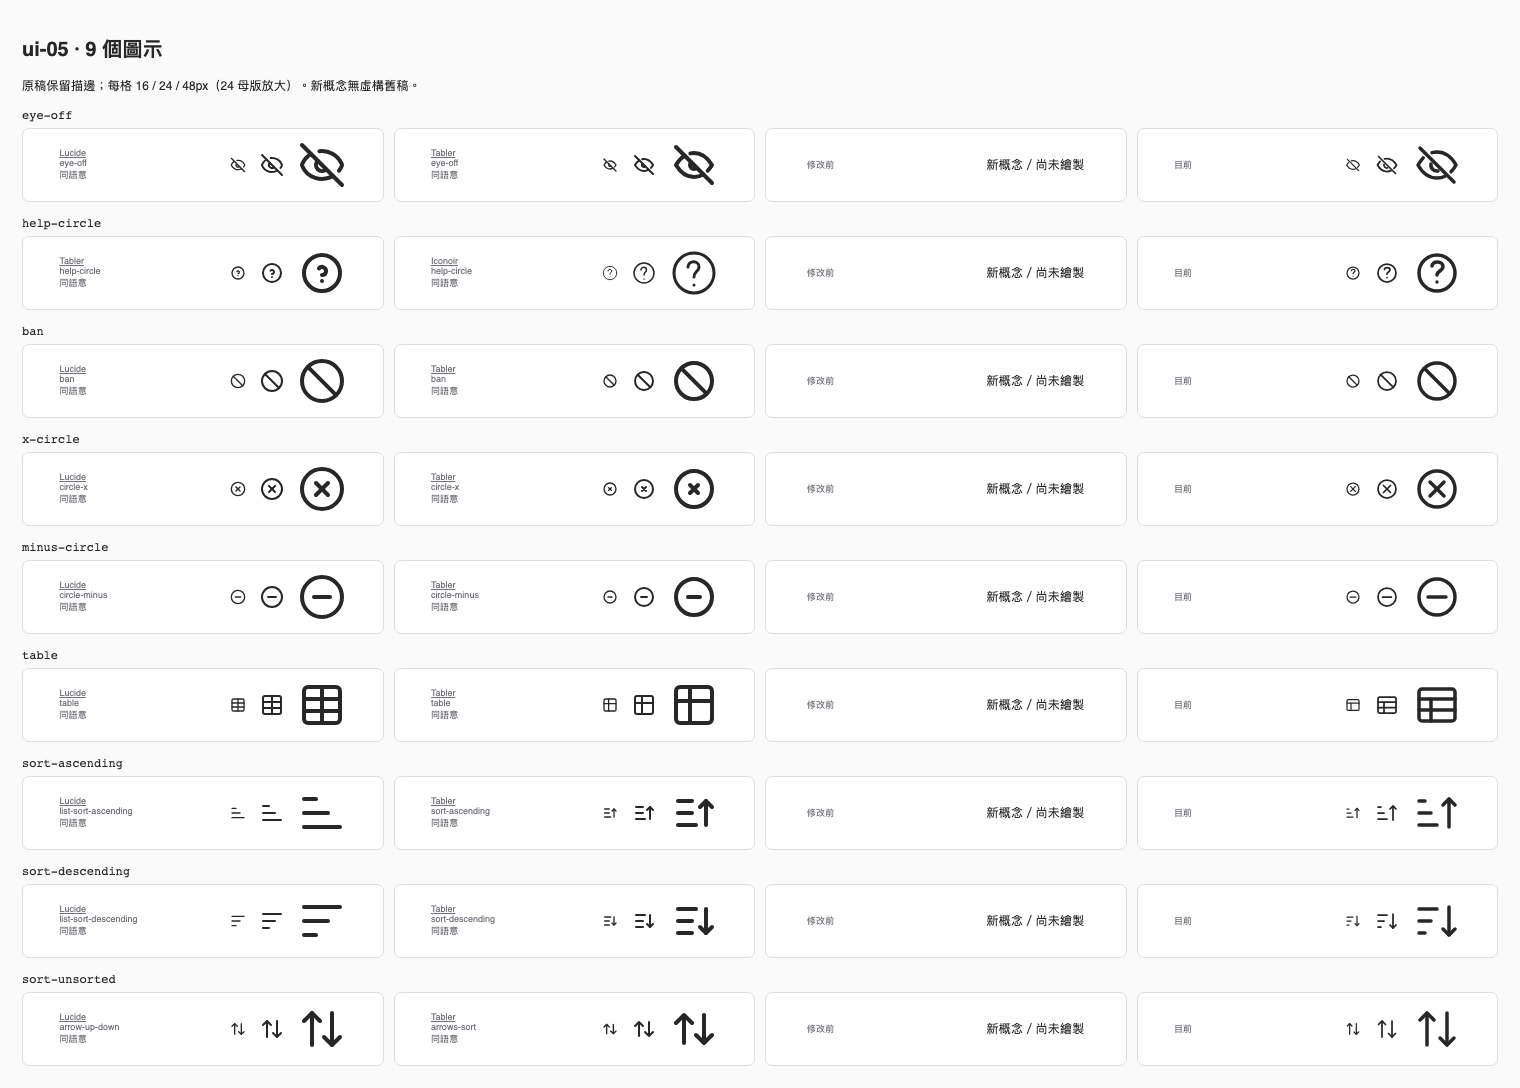 ui-05 · 9 個圖示
原稿保留描邊；每格 16 / 24 / 48px（24 母版放大）。新概念無虛構舊稿。
eye-off
Lucide
eye-off
同語意
Tabler
eye-off
同語意
修改前
新概念 / 尚未繪製
目前
help-circle
Tabler
help-circle
同語意
Iconoir
help-circle
同語意
修改前
新概念 / 尚未繪製
目前
ban
Lucide
ban
同語意
Tabler
ban
同語意
修改前
新概念 / 尚未繪製
目前
x-circle
Lucide
circle-x
同語意
Tabler
circle-x
同語意
修改前
新概念 / 尚未繪製
目前
minus-circle
Lucide
circle-minus
同語意
Tabler
circle-minus
同語意
修改前
新概念 / 尚未繪製
目前
table
Lucide
table
同語意
Tabler
table
同語意
修改前
新概念 / 尚未繪製
目前
sort-ascending
Lucide
list-sort-ascending
同語意
Tabler
sort-ascending
同語意
修改前
新概念 / 尚未繪製
目前
sort-descending
Lucide
list-sort-descending
同語意
Tabler
sort-descending
同語意
修改前
新概念 / 尚未繪製
目前
sort-unsorted
Lucide
arrow-up-down
同語意
Tabler
arrows-sort
同語意
修改前
新概念 / 尚未繪製
目前